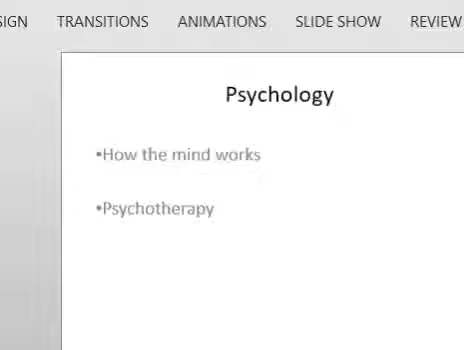 SIGN TRANSITIONS ANIMATIONS SLIDE SHOW REVIEW
Psychology
•How the mind works
•Psychotherapy